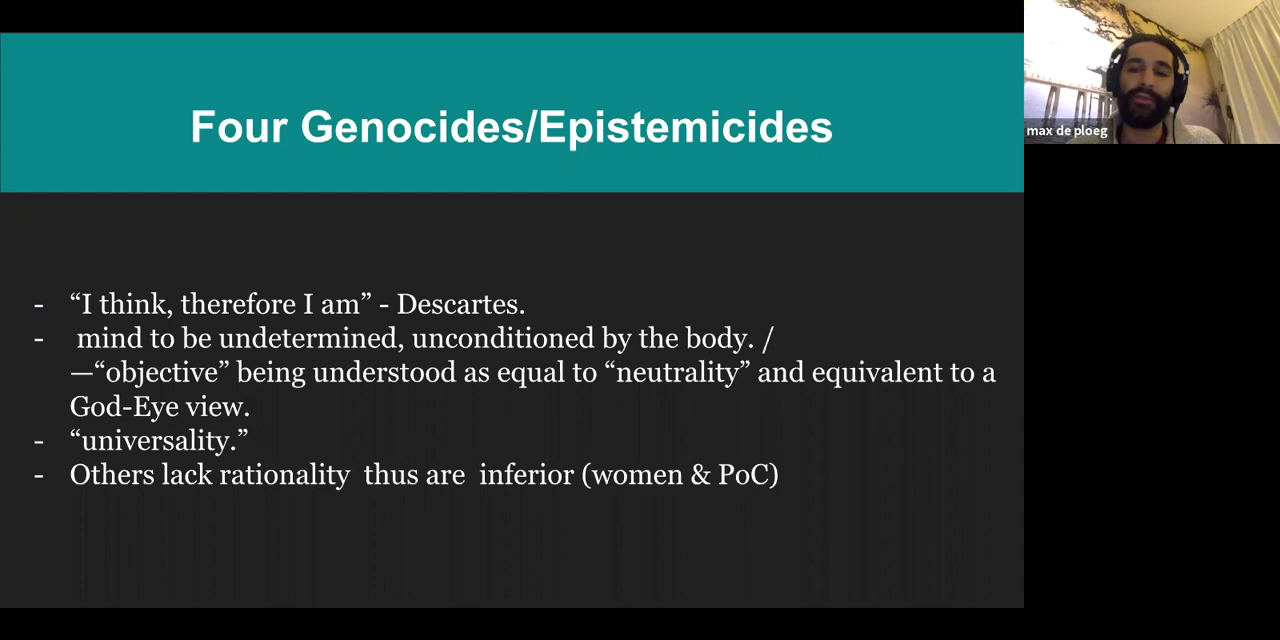 Four Genocides/Epistemicides
- “I think, therefore I am” - Descartes.
- mind to be undetermined, unconditioned by the body. /
—“objective” being understood as equal to “neutrality” and equivalent to a
God-Eye view.
- “universality.”
- Others lack rationality thus are inferior (women & PoC)
max de ploeg